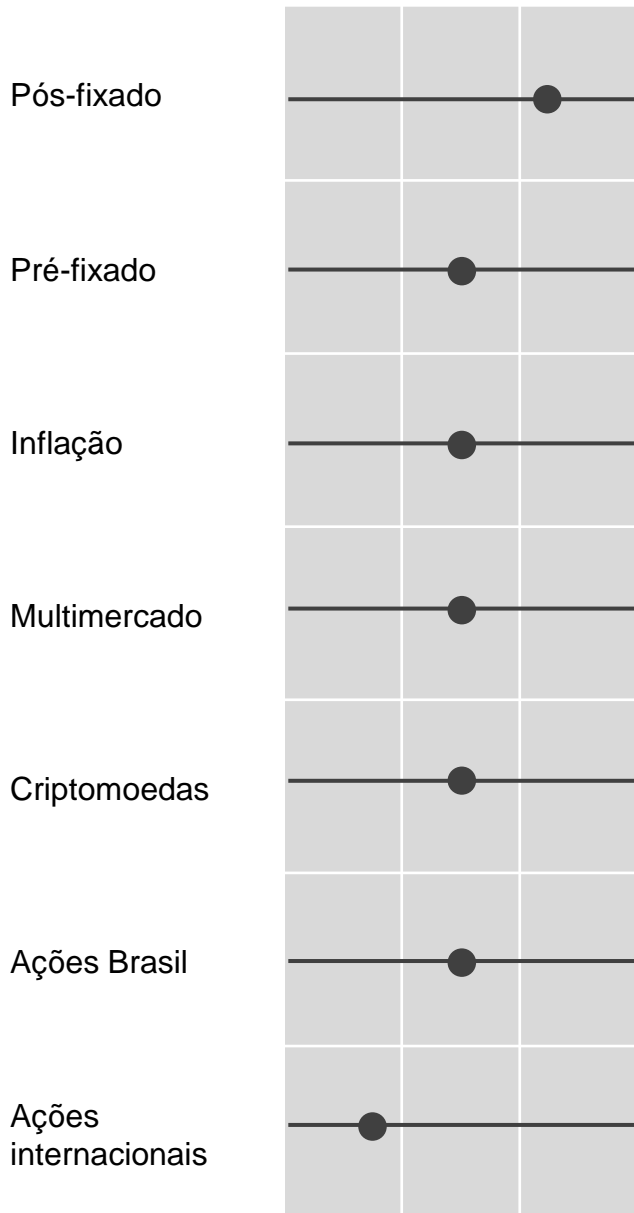 Pós-fixado
Pré-fixado
Inflação
Multimercado
Criptomoedas
Ações Brasil
Ações
internacionais